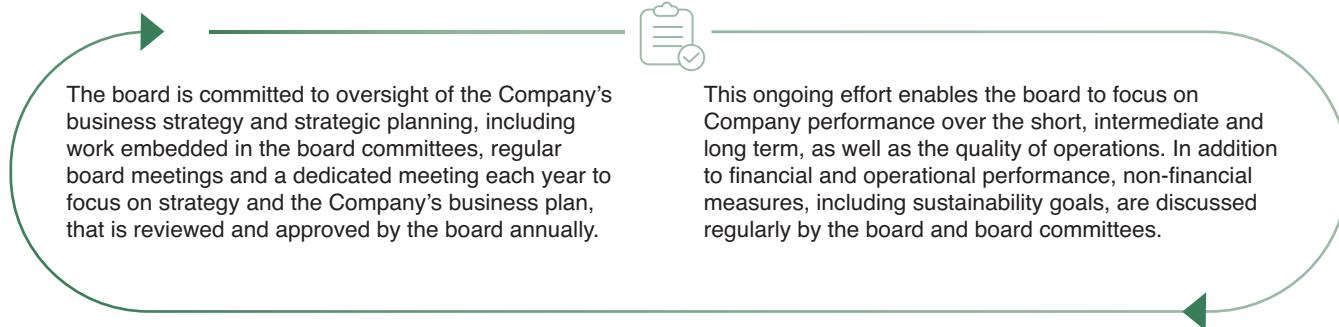 The board is committed to oversight of the Company’s
business strategy and strategic planning, including
work embedded in the board committees, regular
board meetings and a dedicated meeting each year to
focus on strategy and the Company’s business plan,
that is reviewed and approved by the board annually.
This ongoing effort enables the board to focus on
Company performance over the short, intermediate and
long term, as well as the quality of operations. In addition
to financial and operational performance, non-financial
measures, including sustainability goals, are discussed
regularly by the board and board committees.